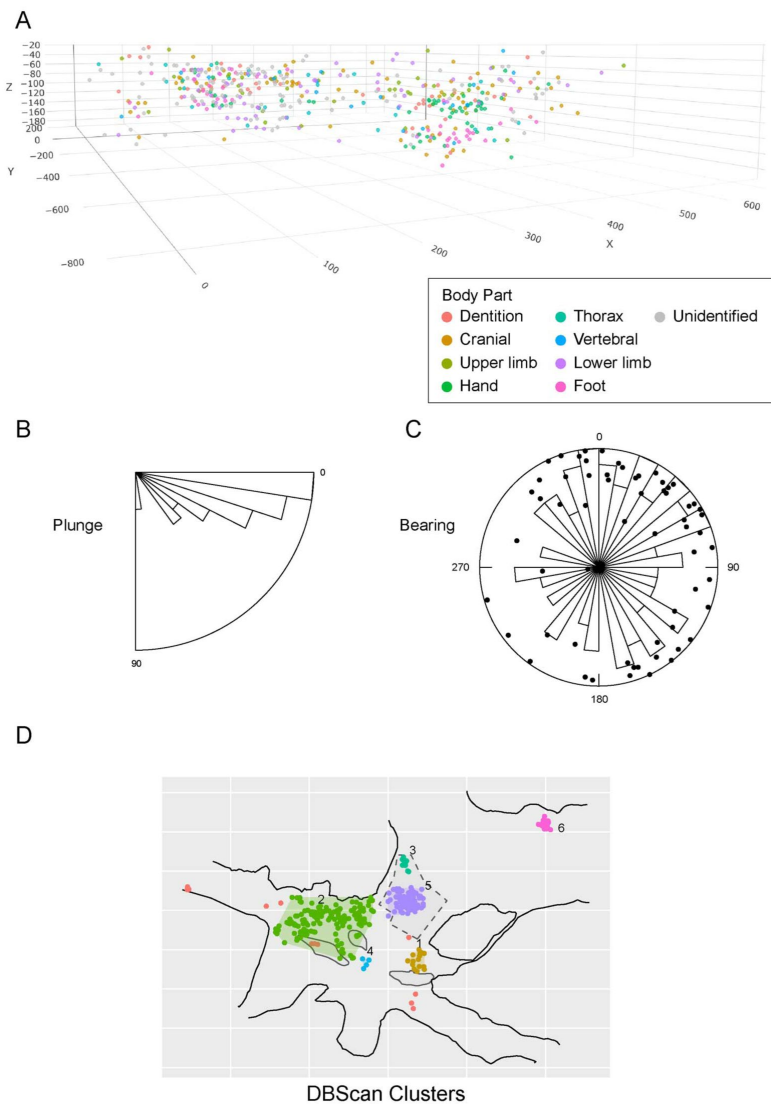 A
−20
−40
−60
−80
Z −100
−120
−140
−160
−180
200
0
Y −200
−400
−600
−800
0
100
200
300
400
500
600
X
Body Part
Dentition Thorax Unidentified
Cranial Vertebral
Upper limb Lower limb
Hand Foot
B
C
0
0
Plunge
Bearing
270
90
90
180
D
6
3
2
5
1
4
DBScan Clusters